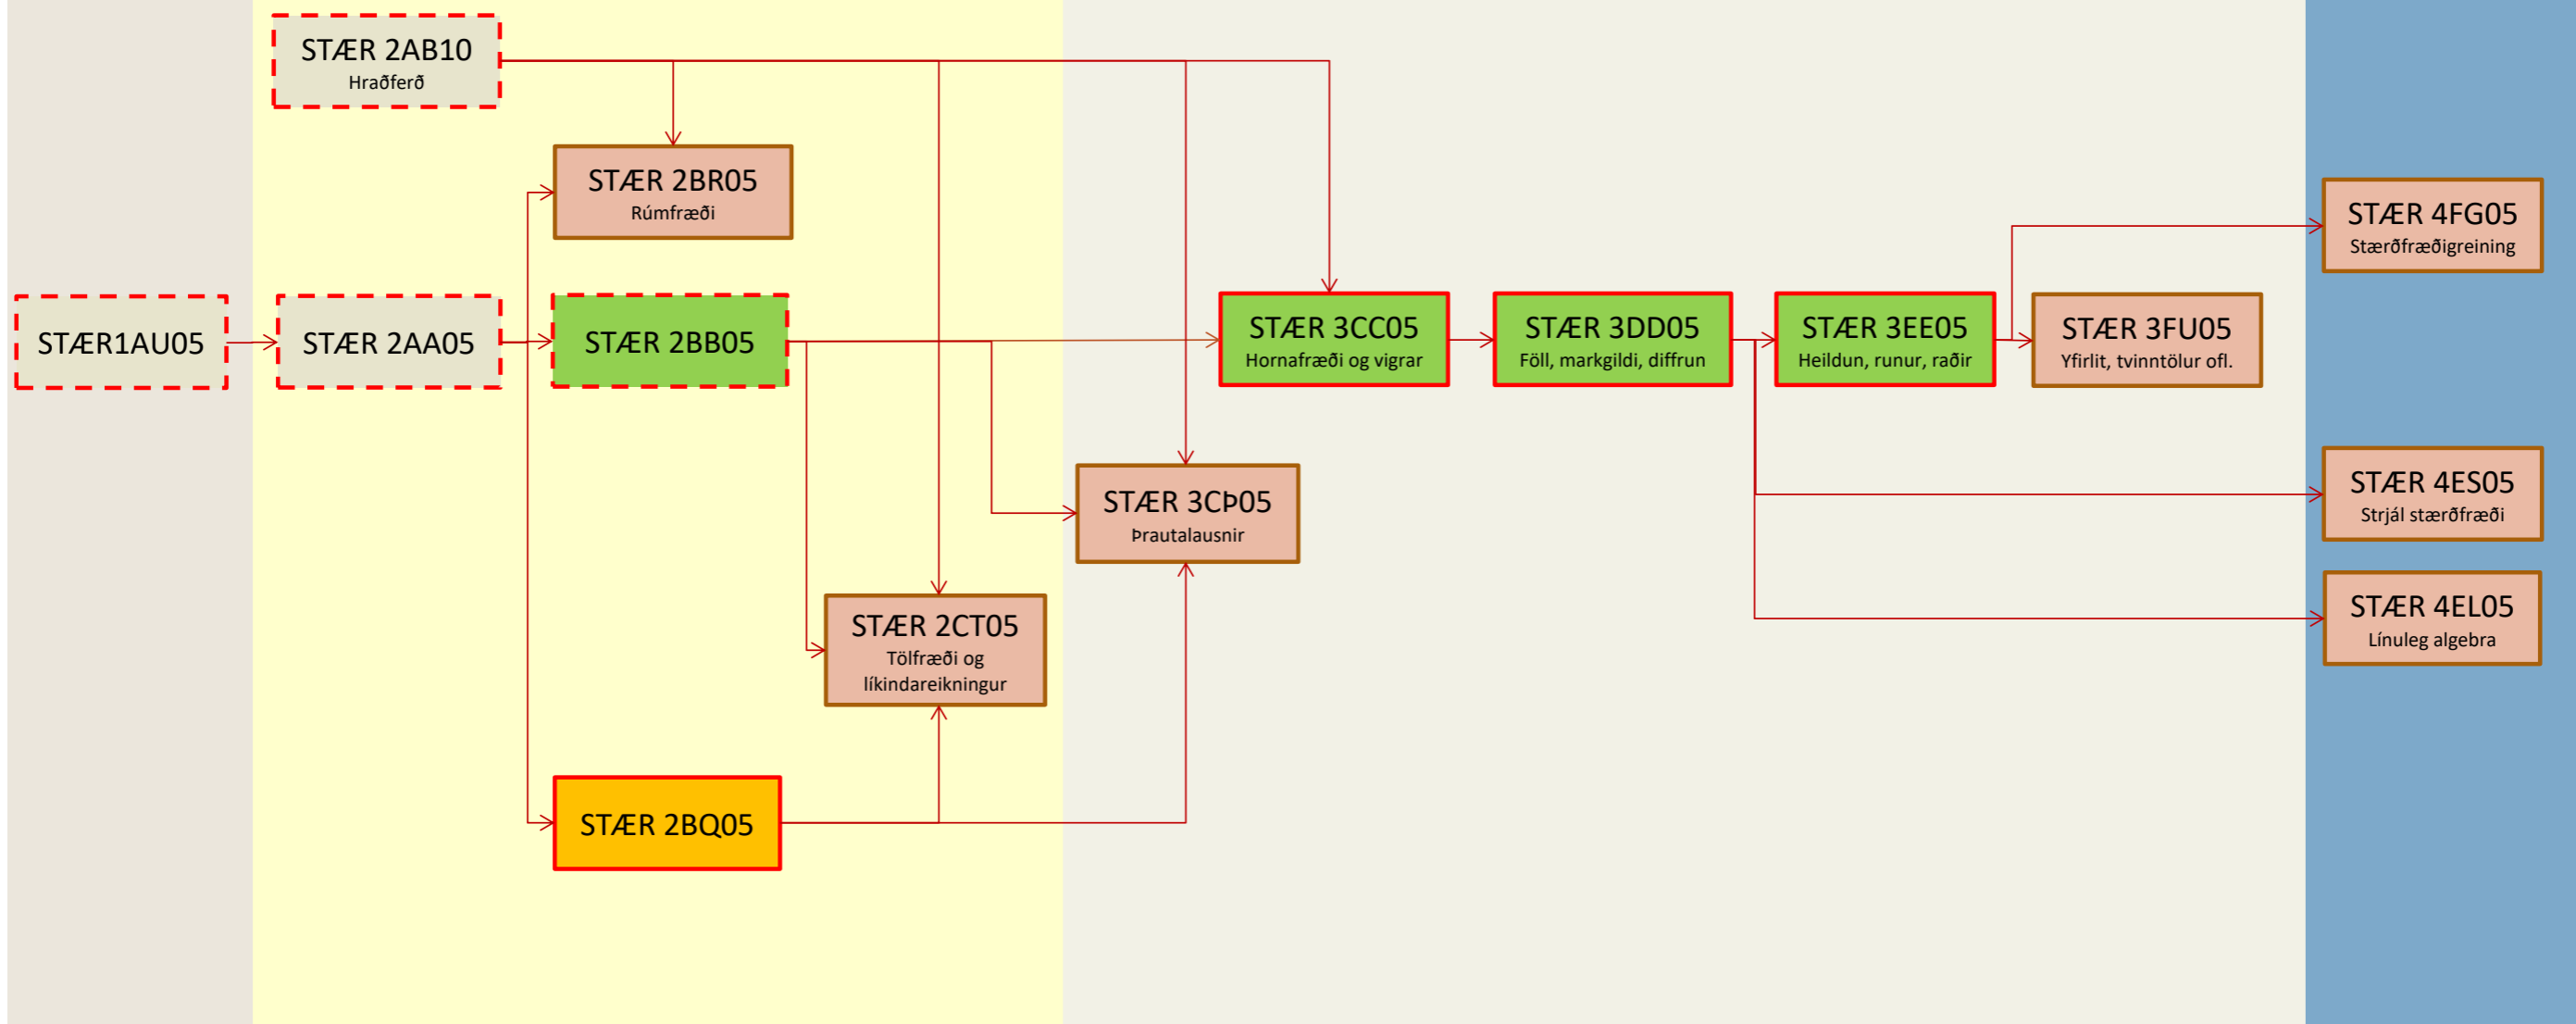 STÆR 2AB10
Hraðferð
STÆR 2BR05
Rúmfræði
STÆR 4FG05
Stærðfræðigreining
STÆR1AU05
STÆR 2AA05
STÆR 2BB05
STÆR 3CC05
Hornafræði og vigrar
STÆR 3DD05
Föll, markgildi, diffrun
STÆR 3EE05
Heildun, runur, raðir
STÆR 3FU05
Yfirlit, tvinntölur ofl.
STÆR 3CÞ05
Þrautalausnir
STÆR 4ES05
Strjál stærðfræði
STÆR 2CT05
Tölfræði og
líkindareikningur
STÆR 4EL05
Línuleg algebra
STÆR 2BQ05